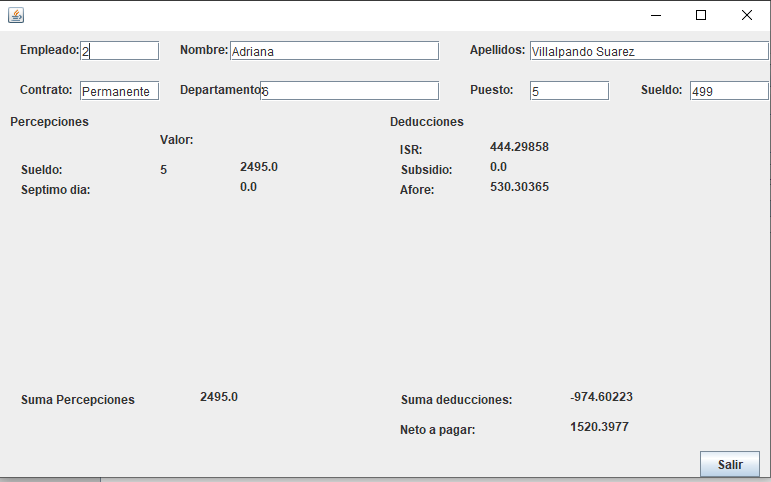 Empleado: 2 Nombre: Adriana Apellidos: Villalpando Suarez
Contrato: Permanente Departamento: 6 Puesto: 5 Sueldo: 499
Percepciones Deducciones
Valor:
ISR: 444.29858
Sueldo: 5 2495.0 Subsidio: 0.0
Septimo dia: 0.0 Afore: 530.30365
Suma Percepciones 2495.0 Suma deducciones: -974.60223
Neto a pagar: 1520.3977
Salir